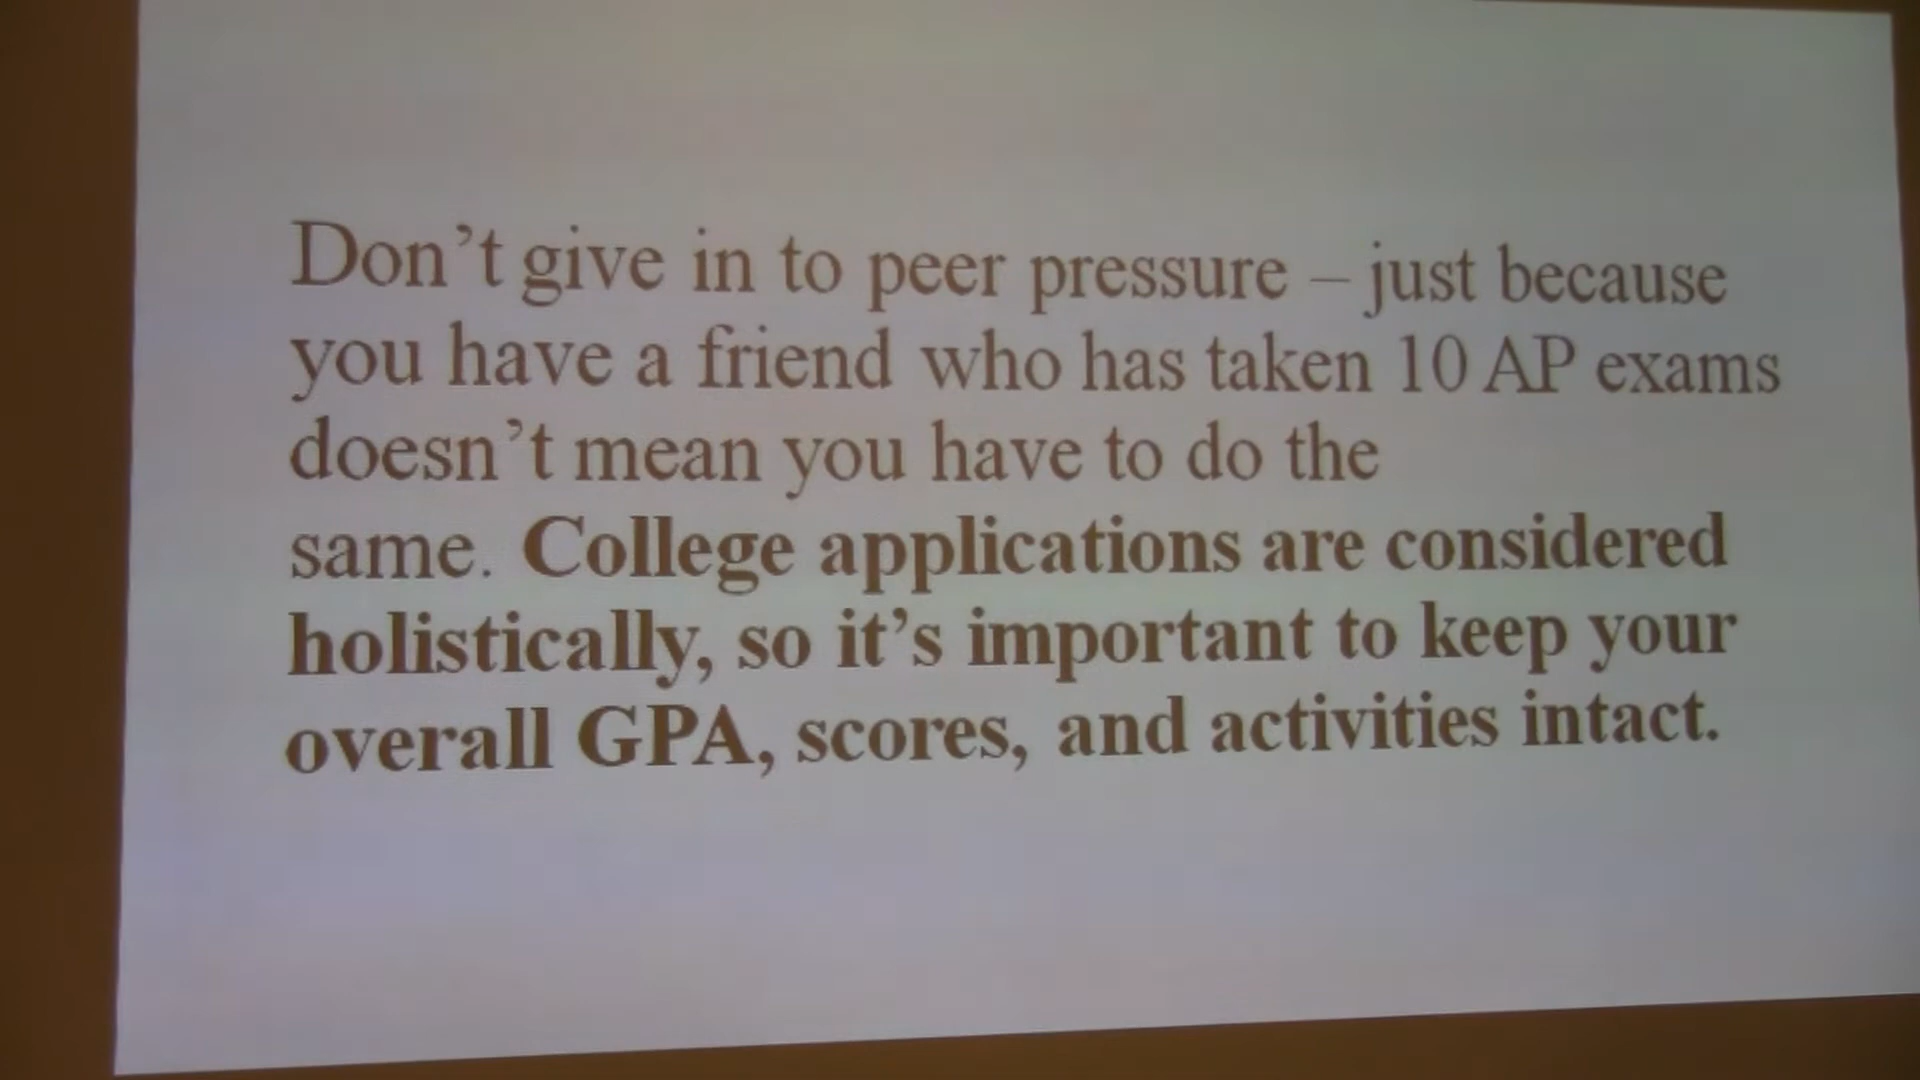 Don’t give in to peer pressure – just because
you have a friend who has taken 10 AP exams
doesn’t mean you have to do the
same. College applications are considered
holistically, so it’s important to keep your
overall GPA, scores, and activities intact.